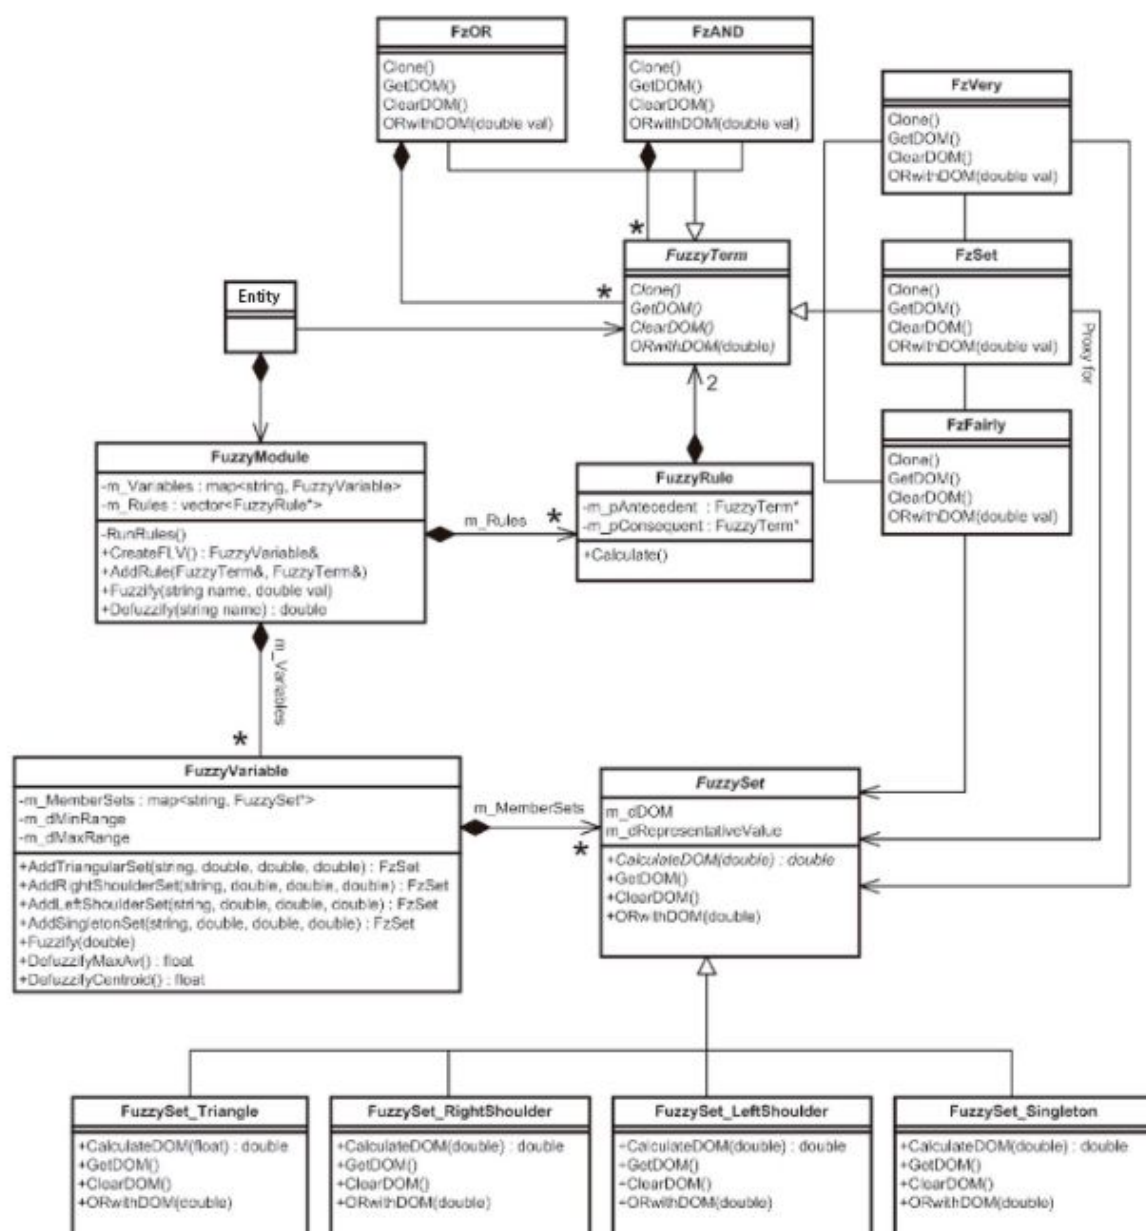 FzOR
Clone()
GetDOM()
ClearDOM()
ORwithDOM(double val)
FzAND
Clone()
GetDOM()
ClearDOM()
ORwithDOM(double val)
FzVery
Clone()
GetDOM()
ClearDOM()
ORwithDOM(double val)
*
FuzzyTerm
Clone()
GetDOM()
ClearDOM()
ORwithDOM(double)
*
FzSet
Clone()
GetDOM()
ClearDOM()
ORwithDOM(double val)
Proxy for
Entity
2
FzFairly
Clone()
GetDOM()
ClearDOM()
ORwithDOM(double val)
FuzzyModule
-m_Variables : map<string, FuzzyVariable>
-m_Rules : vector<FuzzyRule*>
-RunRules()
+CreateFLV() : FuzzyVariable&
+AddRule(FuzzyTerm&, FuzzyTerm&)
+Fuzzify(string name, double val)
+Defuzzify(string name) : double
m_Rules
*
FuzzyRule
-m_pAntecedent : FuzzyTerm*
-m_pConsequent : FuzzyTerm*
+Calculate()
m_Variables
*
FuzzyVariable
-m_MemberSets : map<string, FuzzySet*>
-m_dMinRange
-m_dMaxRange
+AddTriangularSet(string, double, double, double) : FzSet
+AddRightShoulderSet(string, double, double, double) : FzSet
+AddLeftShoulderSet(string, double, double, double) : FzSet
+AddSingletonSet(string, double, double, double) : FzSet
+Fuzzify(double)
+DefuzzifyMaxAv() : float
+DefuzzifyCentroid() : float
m_MemberSets
*
FuzzySet
m_dDOM
m_dRepresentativeValue
+CalculateDOM(double) : double
+GetDOM()
+ClearDOM()
+ORwithDOM(double)
FuzzySet_Triangle
+CalculateDOM(float) : double
+GetDOM()
+ClearDOM()
+ORwithDOM(double)
FuzzySet_RightShoulder
+CalculateDOM(double) : double
+GetDOM()
+ClearDOM()
+ORwithDOM(double)
FuzzySet_LeftShoulder
+CalculateDOM(double) : double
+GetDOM()
+ClearDOM()
+ORwithDOM(double)
FuzzySet_Singleton
+CalculateDOM(double) : double
+GetDOM()
+ClearDOM()
+ORwithDOM(double)